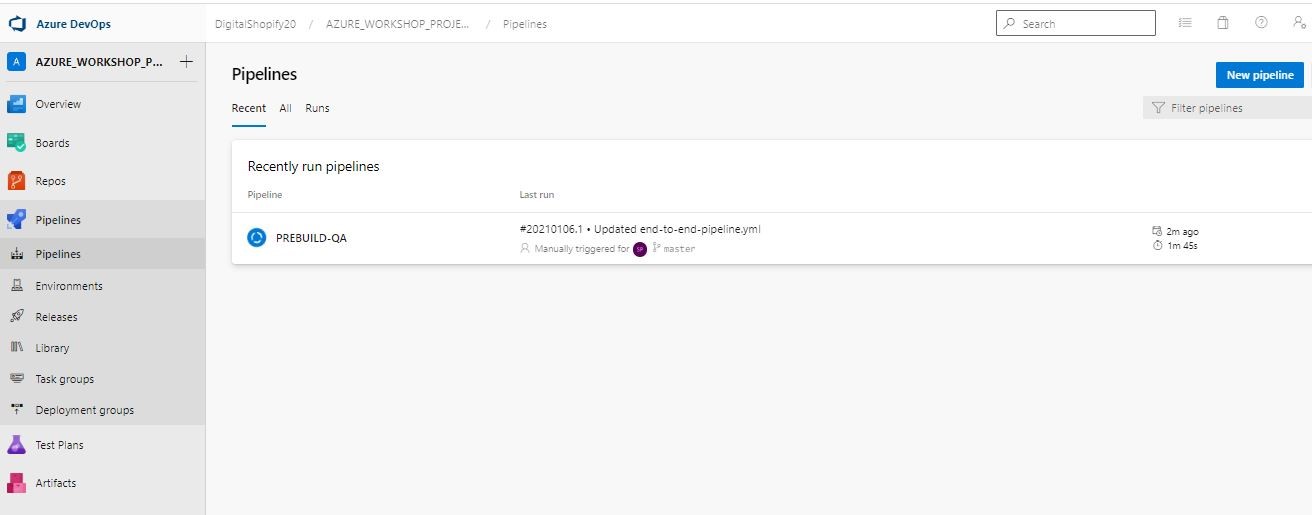 Azure DevOps
DigitalShopify20 / AZURE_WORKSHOP_PROJE... / Pipelines
Search
A AZURE_WORKSHOP_P...
Overview
Boards
Repos
Pipelines
Pipelines
Environments
Releases
Library
Task groups
Deployment groups
Test Plans
Artifacts
Pipelines
New pipeline
Recent All Runs
Filter pipelines
Recently run pipelines
Pipeline Last run
PREBUILD-QA
#20210106.1 • Updated end-to-end-pipeline.yml
Manually triggered for SP master
2m ago
1m 45s